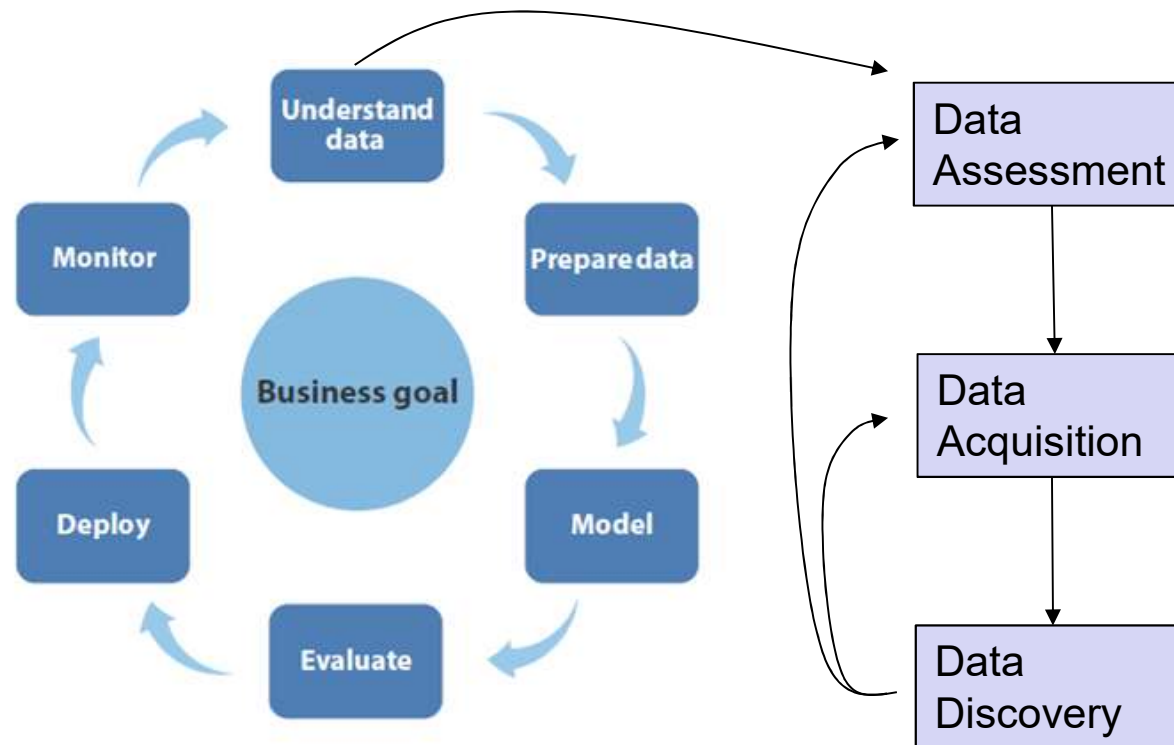 Understand
data
Prepare data
Model
Evaluate
Deploy
Monitor
Business goal
Data
Assessment
Data
Acquisition
Data
Discovery